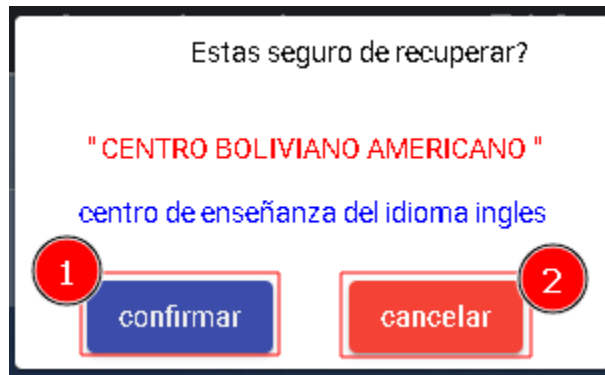 Estas seguro de recuperar?
" CENTRO BOLIVIANO AMERICANO "
centro de enseñanza del idioma ingles
1
2
confirmar
cancelar